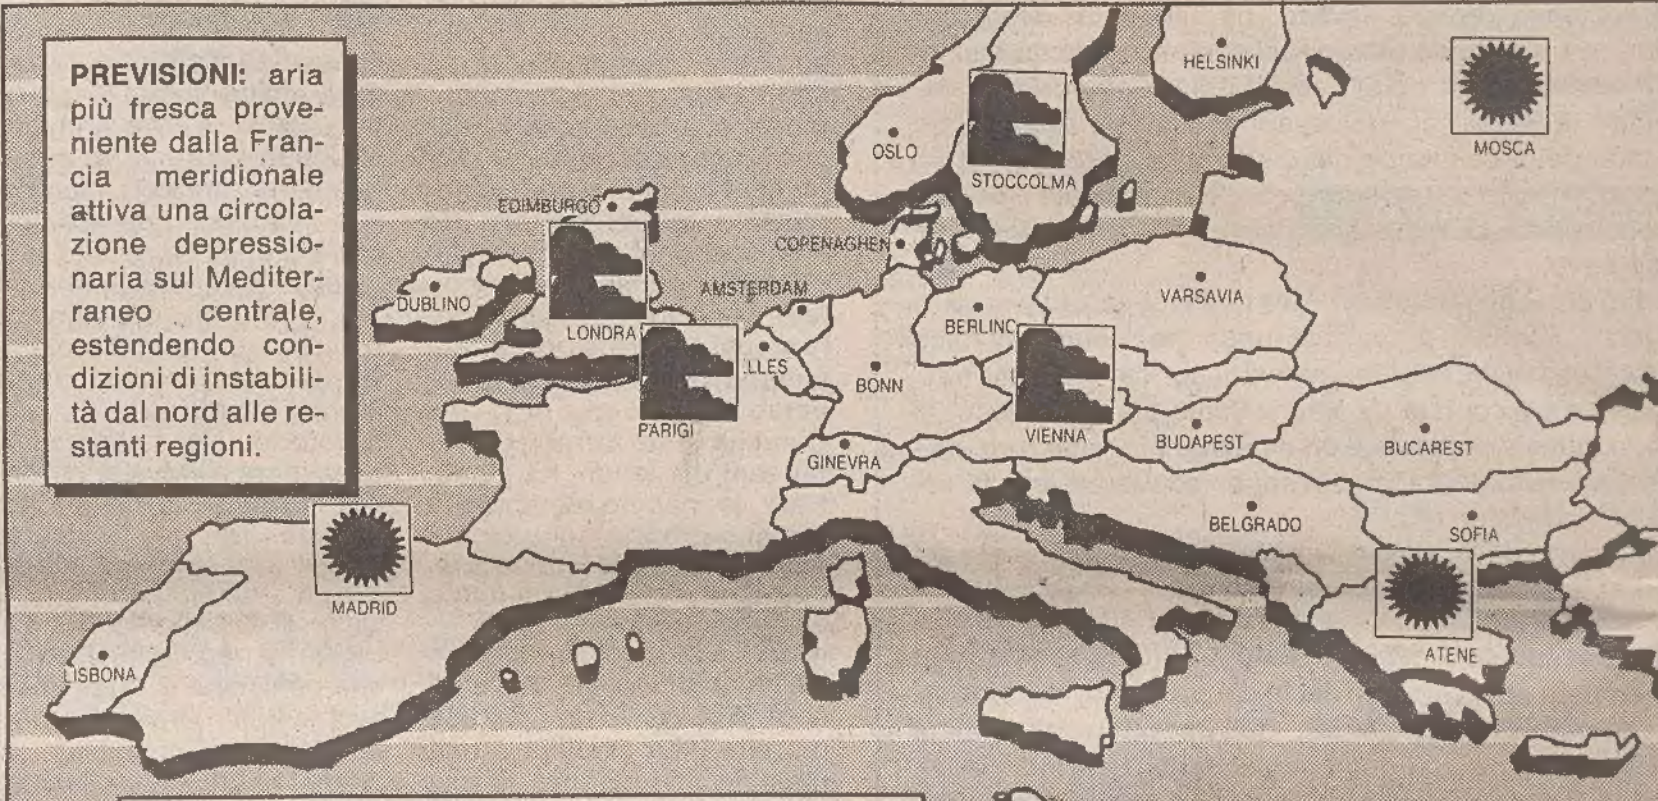 PREVISIONI: aria
più fresca prove-
niente dalla Fran-
cia meridionale
attiva una circola-
zione depressio-
naria sul Mediter-
raneo centrale,
estendendo con-
dizioni di instabili-
tà dal nord alle re-
stanti regioni.
HELSINKI
MOSCA
OSLO
STOCCOLMA
EDIMBURGO
COPENAGHEN
DUBLINO
AMSTERDAM
VARSAVIA
LONDRA
BERLINO
LLES
BONN
PARIGI
VIENNA
BUDAPEST
BUCAREST
GINEVRA
BELGRADO
SOFIA
MADRID
ATENE
LISBONA